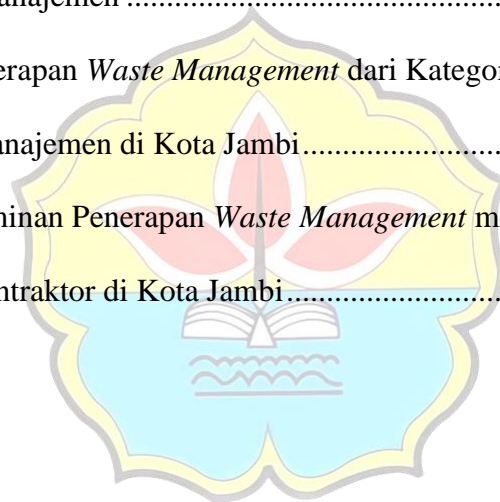 anajemen ................................................
erapan Waste Management dari Kategor
anajemen di Kota Jambi.........................
ninan Penerapan Waste Management m
ntraktor di Kota Jambi...........................